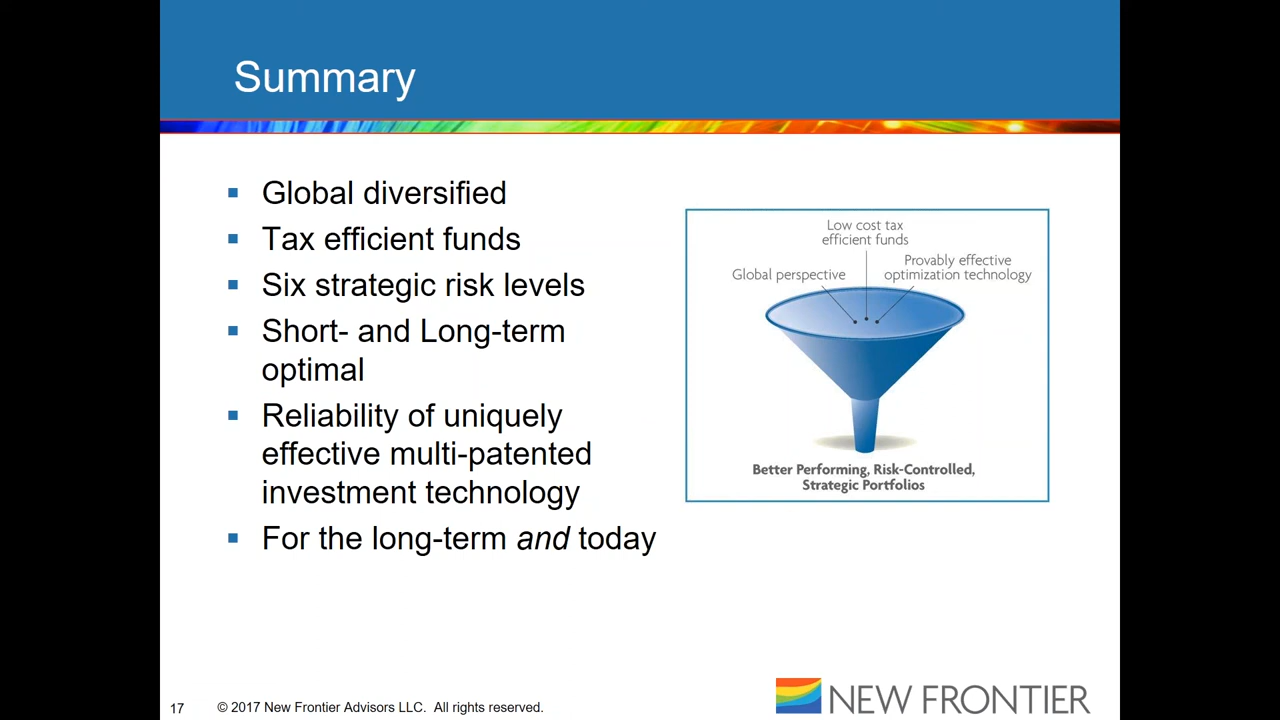 Summary
Global diversified
Tax efficient funds
Six strategic risk levels
Short- and Long-term
optimal
Reliability of uniquely
effective multi-patented
investment technology
For the long-term and today
Low cost tax
efficient funds
Global perspective
Provably effective
optimization technology
Better Performing, Risk-Controlled,
Strategic Portfolios
17
© 2017 New Frontier Advisors LLC. All rights reserved.
NEW FRONTIER